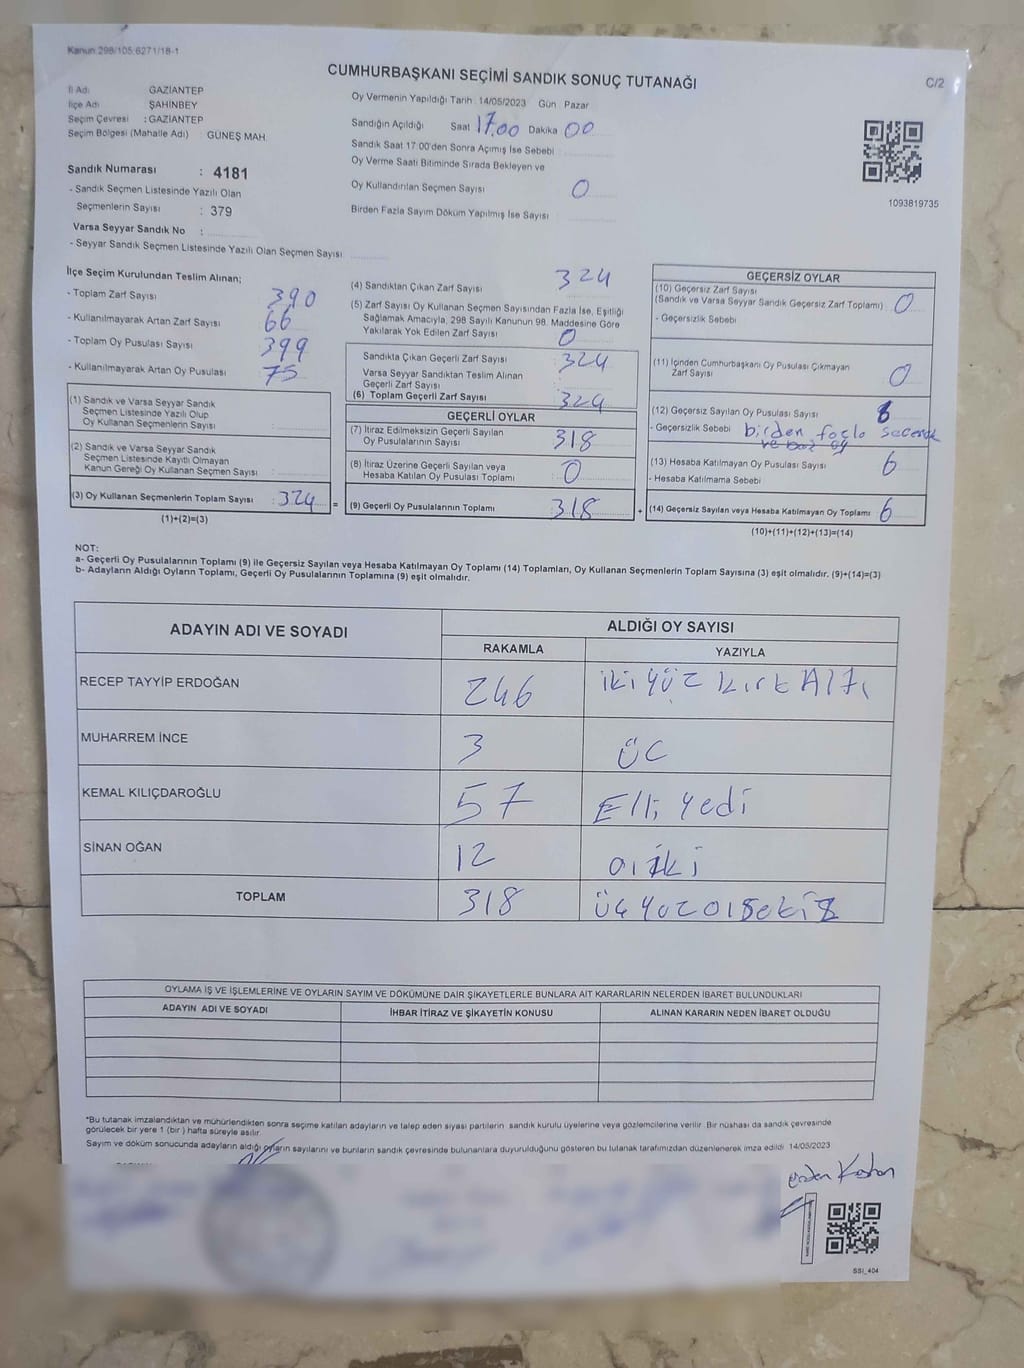 Kanun:298/105;6271/18-1
CUMHURBAŞKANI SEÇİMİ SANDIK SONUÇ TUTANAĞI
C/2
İl Adı GAZİANTEP
İlçe Adı ŞAHİNBEY
Seçim Çevresi : GAZİANTEP
Seçim Bölgesi (Mahalle Adı) : GÜNEŞ MAH.
Sandık Numarası : 4181
- Sandık Seçmen Listesinde Yazılı Olan
Seçmenlerin Sayısı : 379
Varsa Seyyar Sandık No :
- Seyyar Sandık Seçmen Listesinde Yazılı Olan Seçmen Sayısı
Oy Vermenin Yapıldığı Tarih : 14/05/2023 Gün : Pazar
Sandığın Açıldığı Saat 17.00 Dakika 00
Sandık Saat 17:00'den Sonra Açımış İse Sebebi :
Oy Verme Saati Bitiminde Sırada Bekleyen ve
Oy Kullandırılan Seçmen Sayısı 0
Birden Fazla Sayım Döküm Yapılmış İse Sayısı :
1093819735
İlçe Seçim Kurulundan Teslim Alınan;
- Toplam Zarf Sayısı 390
- Kullanılmayarak Artan Zarf Sayısı 66
- Toplam Oy Pusulası Sayısı 399
- Kullanılmayarak Artan Oy Pusulası 75
(1) Sandık ve Varsa Seyyar Sandık
Seçmen Listesinde Yazılı Olup
Oy Kullanan Seçmenlerin Sayısı :
(2) Sandık ve Varsa Seyyar Sandık
Seçmen Listesinde Kayıtlı Olmayan
Kanun Gereği Oy Kullanan Seçmen Sayısı :
(3) Oy Kullanan Seçmenlerin Toplam Sayısı : 324 =
(1)+(2)=(3)
(4) Sandıktan Çıkan Zarf Sayısı 324
(5) Zarf Sayısı Oy Kullanan Seçmen Sayısından Fazla İse, Eşitliği
Sağlamak Amacıyla, 298 Sayılı Kanunun 98. Maddesine Göre
Yakılarak Yok Edilen Zarf Sayısı 0
Sandıkta Çıkan Geçerli Zarf Sayısı 324
Varsa Seyyar Sandıktan Teslim Alınan
Geçerli Zarf Sayısı
(6) Toplam Geçerli Zarf Sayısı 324
GEÇERLİ OYLAR
(7) İtiraz Edilmeksizin Geçerli Sayılan
Oy Pusulalarının Sayısı 318
(8) İtiraz Üzerine Geçerli Sayılan veya
Hesaba Katılan Oy Pusulası Toplamı : 0
(9) Geçerli Oy Pusulalarının Toplamı : 318 +
GEÇERSİZ OYLAR
(10) Geçersiz Zarf Sayısı
(Sandık ve Varsa Seyyar Sandık Geçersiz Zarf Toplamı) 0
- Geçersizlik Sebebi
(11) İçinden Cumhurbaşkanı Oy Pusulası Çıkmayan
Zarf Sayısı 0
(12) Geçersiz Sayılan Oy Pusulası Sayısı
- Geçersizlik Sebebi birden
(13) Hesaba Katılmayan Oy Pusulası Sayısı 6
- Hesaba Katılmama Sebebi
(14) Geçersiz Sayılan veya Hesaba Katılmayan Oy Toplamı 6
(10)+(11)+(12)+(13)=(14)
NOT:
a- Geçerli Oy Pusulalarının Toplamı (9) ile Geçersiz Sayılan veya Hesaba Katılmayan Oy Toplamı (14) Toplamları, Oy Kullanan Seçmenlerin Toplam Sayısına (3) eşit olmalıdır. (9)+(14)=(3)
b- Adayların Aldığı Oyların Toplamı, Geçerli Oy Pusulalarının Toplamına (9) eşit olmalıdır.
ADAYIN ADI VE SOYADI ALDIĞI OY SAYISI
RAKAMLA YAZIYLA
RECEP TAYYİP ERDOĞAN 246 iki yüz kırk Altı
MUHARREM İNCE 3 ÜC
KEMAL KILIÇDAROĞLU 57 Elli yedi
SİNAN OĞAN 12
TOPLAM 318
OYLAMA İŞ VE İŞLEMLERİNE VE OYLARIN SAYIM VE DÖKÜMÜNE DAİR ŞİKAYETLERLE BUNLARA AİT KARARLARIN NELERDEN İBARET BULUNDUKLARI
ADAYIN ADI VE SOYADI İHBAR İTİRAZ VE ŞİKAYETİN KONUSU ALINAN KARARIN NEDEN İBARET OLDUĞU
*Bu tutanak imzalandıktan ve mühürlendikten sonra seçime katılan adayların ve talep eden siyasi partilerin sandık kurulu üyelerine veya gözlemcilerine verilir. Bir nüshası da sandık çevresinde
görülecek bir yere 1 (bir) hafta süreyle asılır.
Sayım ve döküm sonucunda adayların aldığı oyların sayılarını ve bunların sandık çevresinde bulunanlara duyurulduğunu gösteren bu tutanak tarafımızdan düzenlenerek imza edildi 14/05/2023
SSI_404